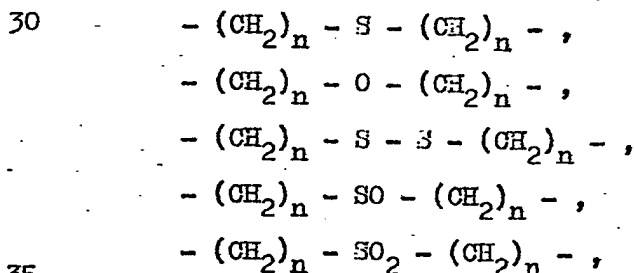 30 - (CH₂)ₙ - S - (CH₂)ₙ - ,
- (CH₂)ₙ - O - (CH₂)ₙ - ,
- (CH₂)ₙ - S - S - (CH₂)ₙ - ,
- (CH₂)ₙ - SO - (CH₂)ₙ - ,
- (CH₂)ₙ - SO₂ - (CH₂)ₙ - ,
35